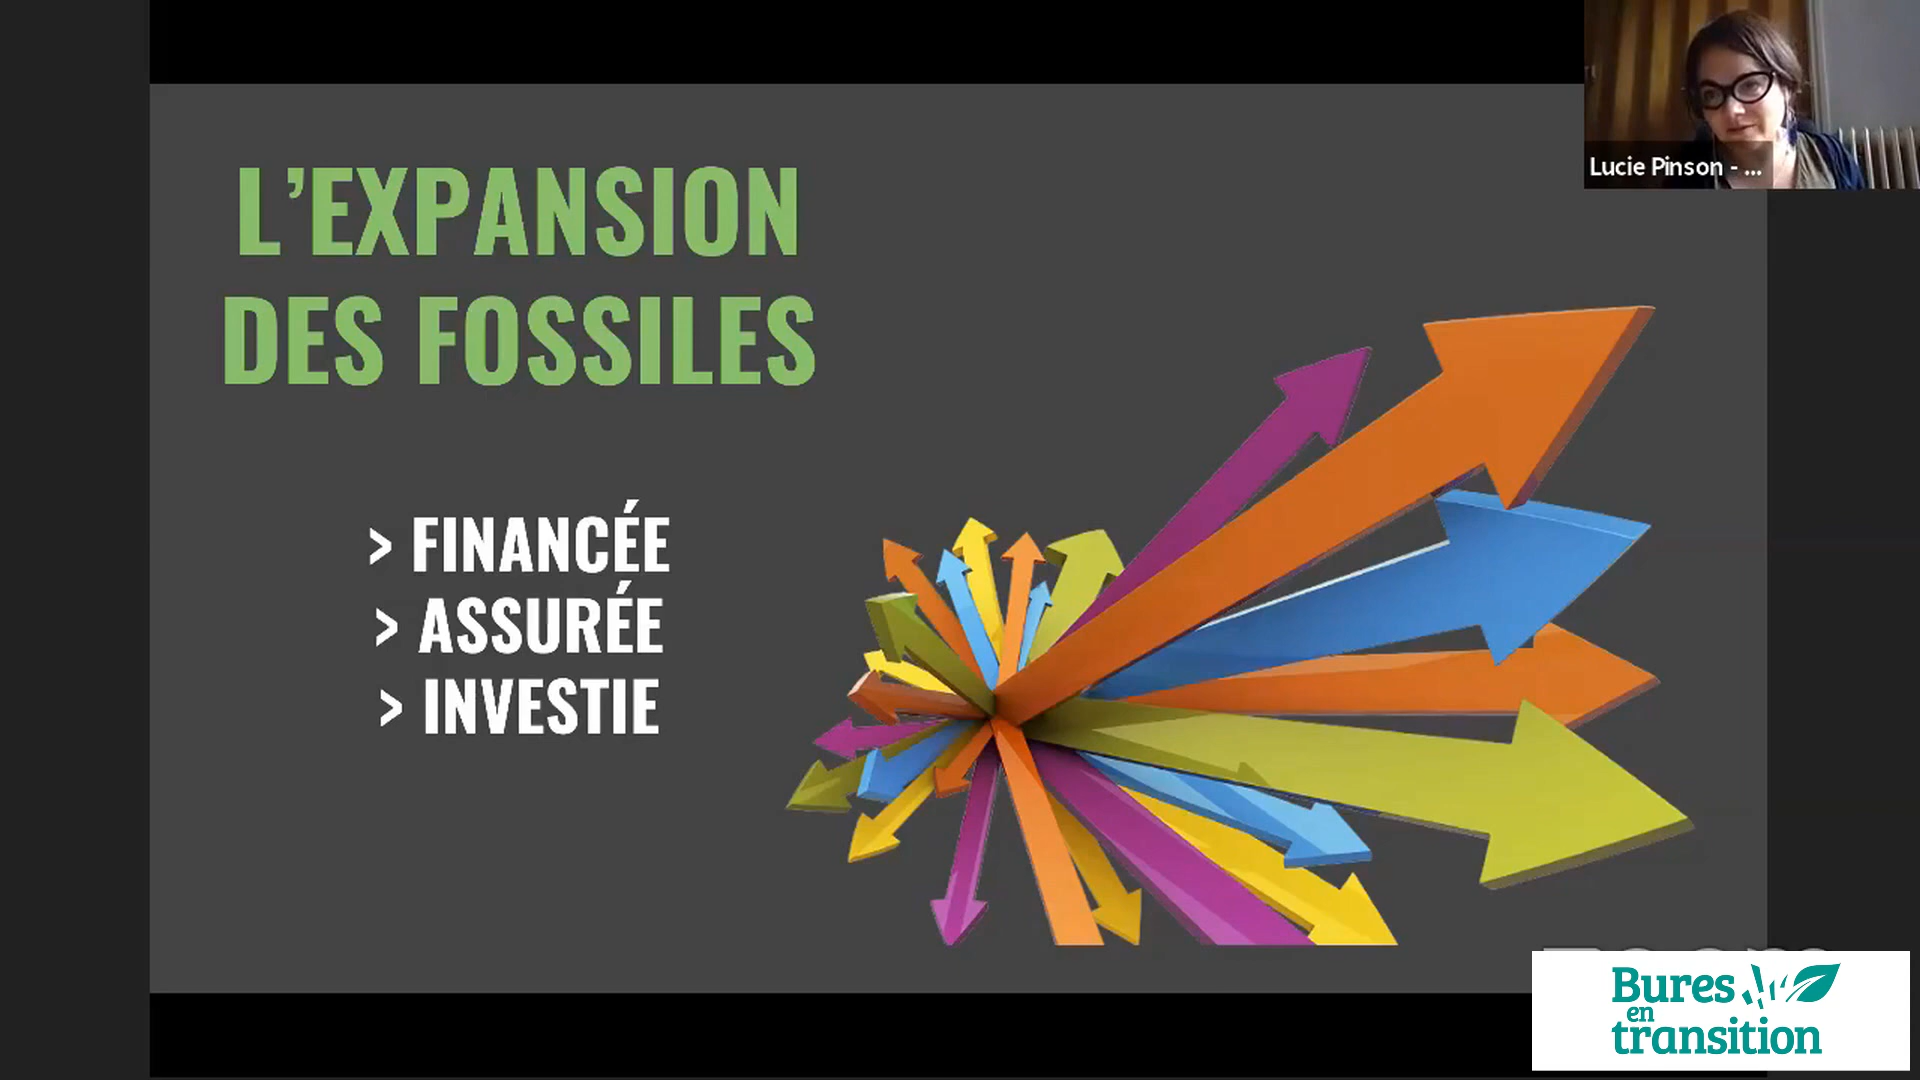 L'EXPANSION
DES FOSSILES
> FINANCÉE
> ASSURÉE
> INVESTIE
Lucie Pinson - ...
Bures
en
transition